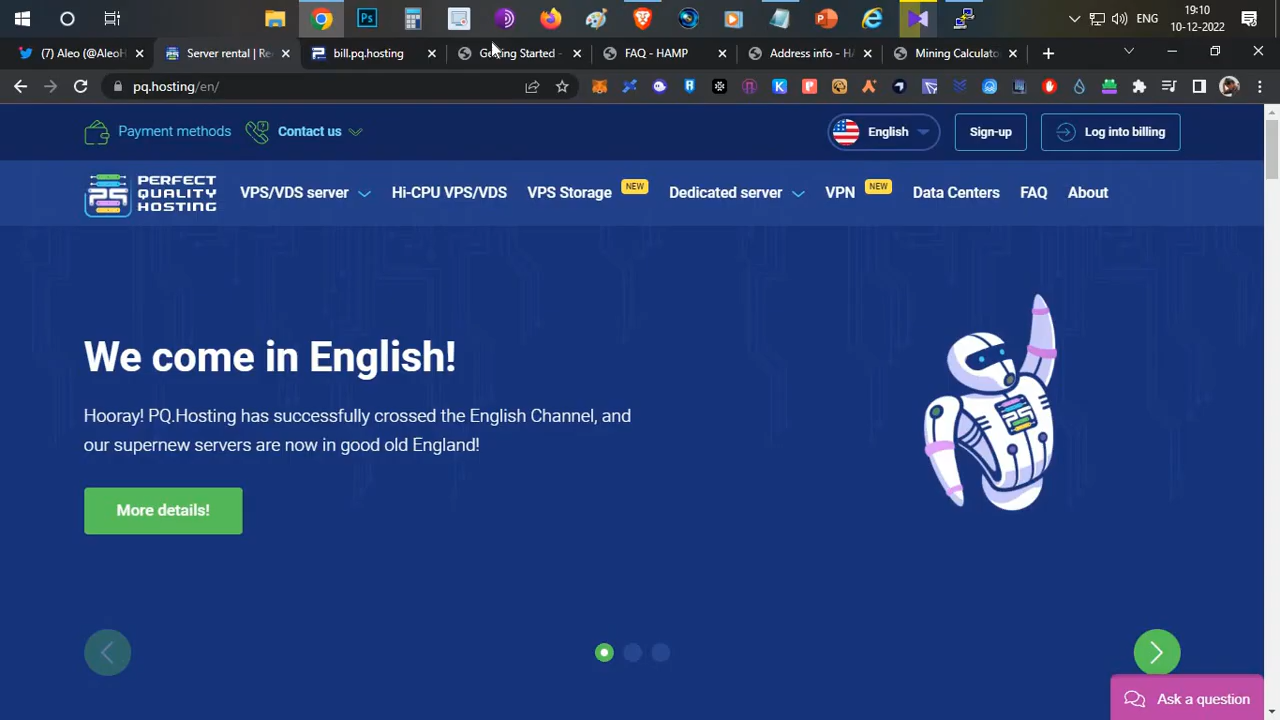 ENG
19:10
10-12-2022
(7) Aleo (@AleoH
Server rental | Re
bill.pq.hosting
Getting Started -
FAQ - HAMP
Address info - HA
Mining Calculato
pq.hosting/en/
Payment methods
Contact us
English
Sign-up
Log into billing
PERFECT
QUALITY
HOSTING
VPS/VDS server
Hi-CPU VPS/VDS
VPS Storage
NEW
Dedicated server
VPN
NEW
Data Centers
FAQ
About
We come in English!
Hooray! PQ.Hosting has successfully crossed the English Channel, and
our supernew servers are now in good old England!
More details!
Ask a question